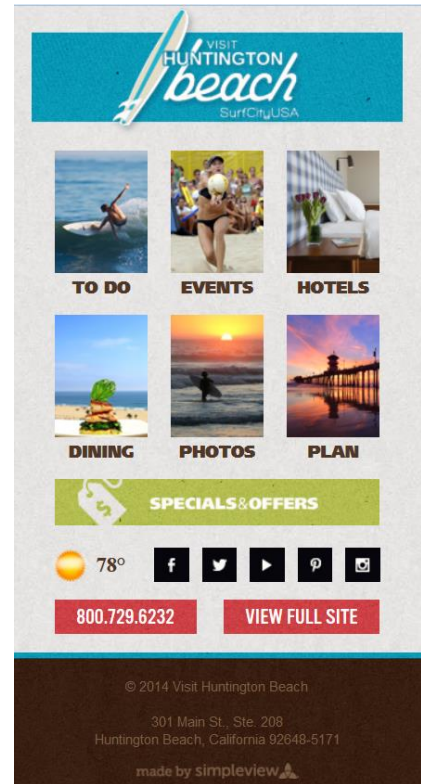 VISIT
HUNTINGTON
beach
SurfCityUSA
TO DO EVENTS HOTELS
DINING PHOTOS PLAN
SPECIALS&OFFERS
78°
800.729.6232 VIEW FULL SITE
© 2014 Visit Huntington Beach
301 Main St., Ste. 208
Huntington Beach, California 92648-5171
made by simpleview